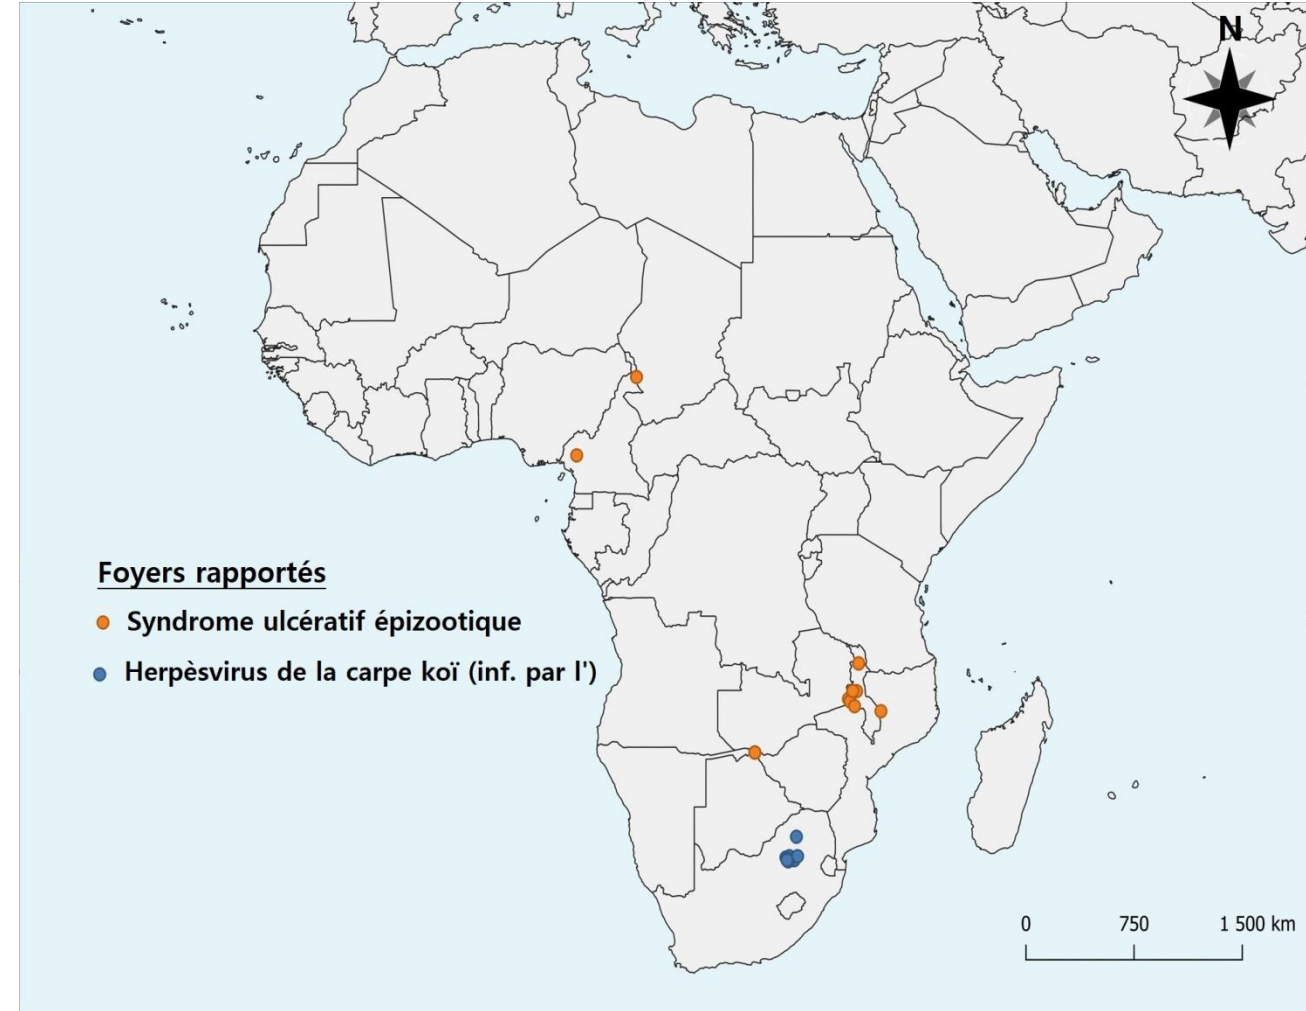 N
Foyers rapportés
Syndrome ulcératif épizootique
Herpèsvirus de la carpe koï (inf. par l')
0 750 1 500 km